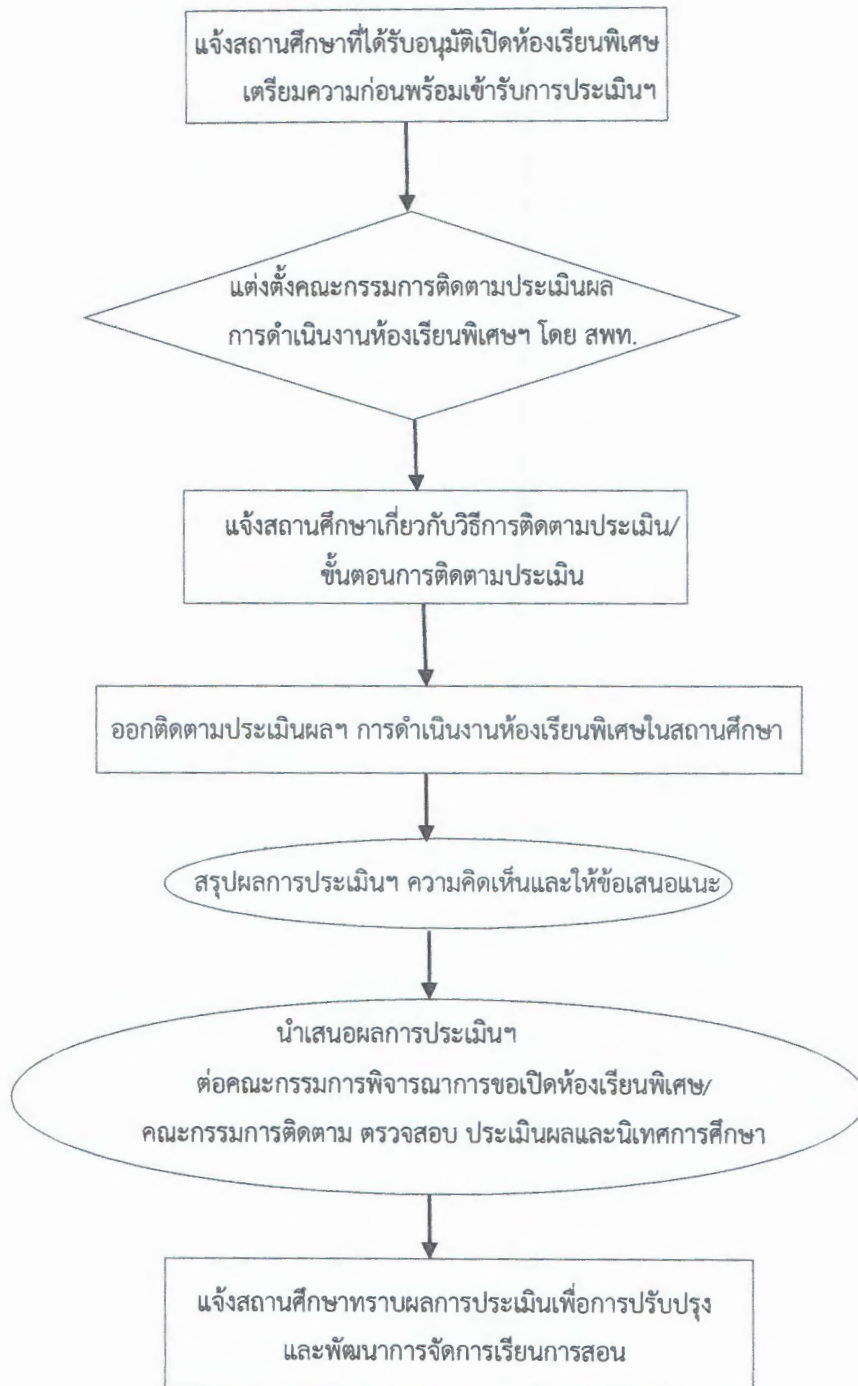 แจ้งสถานศึกษาที่ได้รับอนุมัติเปิดห้องเรียนพิเศษ
เตรียมความก่อนพร้อมเข้ารับการประเมินฯ
แต่งตั้งคณะกรรมการติดตามประเมินผล
การดำเนินงานห้องเรียนพิเศษฯ โดย สพท.
แจ้งสถานศึกษาเกี่ยวกับวิธีการติดตามประเมิน/
ขั้นตอนการติดตามประเมิน
ออกติดตามประเมินผลฯ การดำเนินงานห้องเรียนพิเศษในสถานศึกษา
สรุปผลการประเมินฯ ความคิดเห็นและให้ข้อเสนอแนะ
นำเสนอผลการประเมินฯ
ต่อคณะกรรมการพิจารณาการขอเปิดห้องเรียนพิเศษ/
คณะกรรมการติดตาม ตรวจสอบ ประเมินผลและนิเทศการศึกษา
แจ้งสถานศึกษาทราบผลการประเมินเพื่อการปรับปรุง
และพัฒนาการจัดการเรียนการสอน